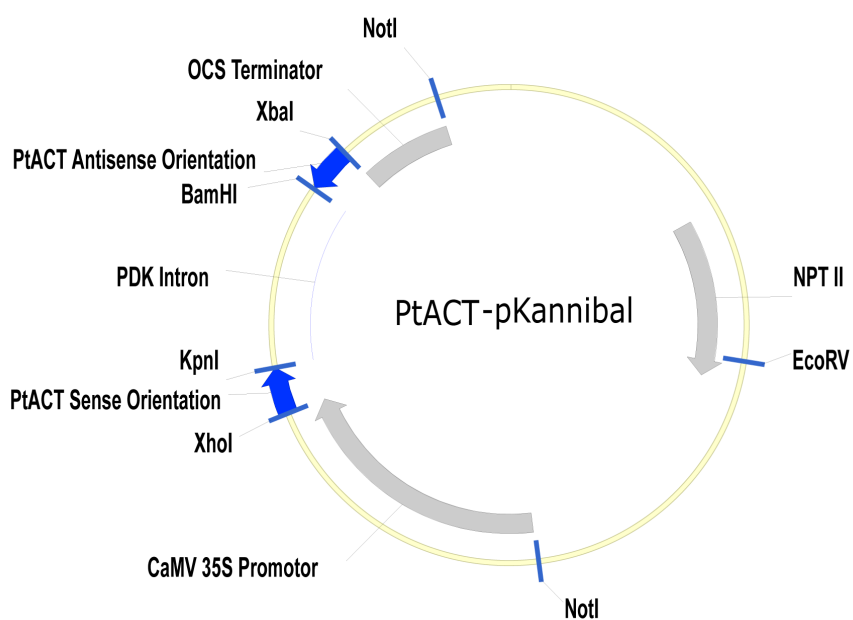 NotI
OCS Terminator
XbaI
PtACT Antisense Orientation
BamHI
PDK Intron
PtACT-pKannibal
NPT II
KpnI
EcoRV
PtACT Sense Orientation
XhoI
CaMV 35S Promotor
NotI